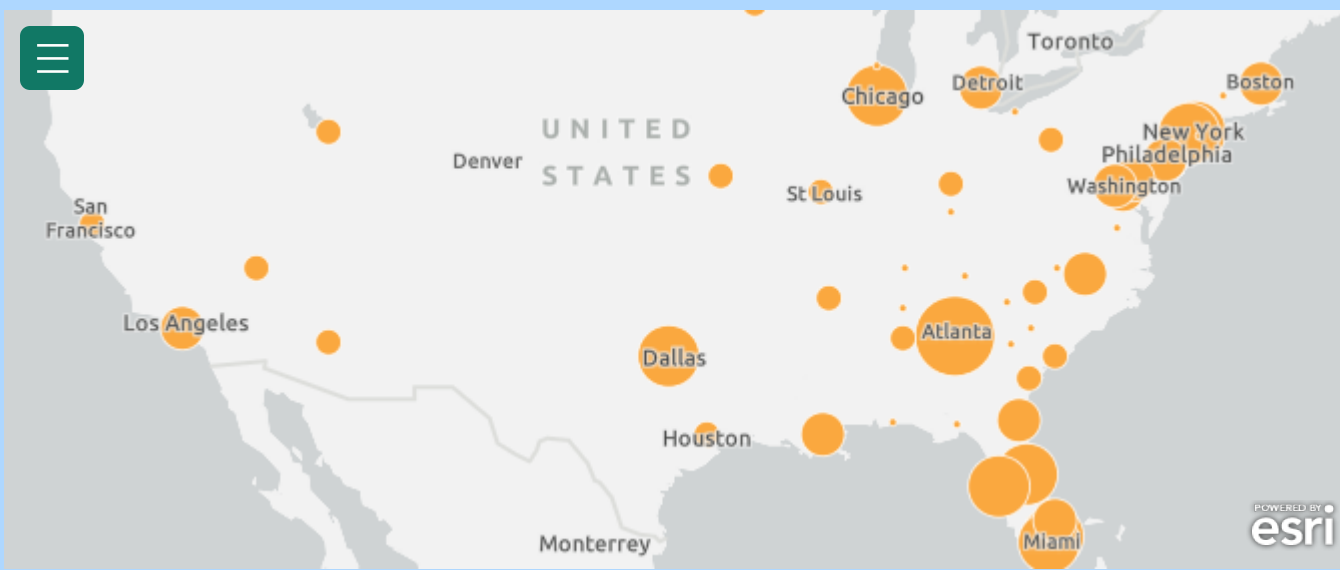 Toronto
Detroit
Boston
Chicago
UNITED
STATES
New York
Denver
Philadelphia
Washington
St Louis
San
Francisco
Los Angeles
Atlanta
Dallas
Houston
POWERED BY
esri
Monterrey
Miami